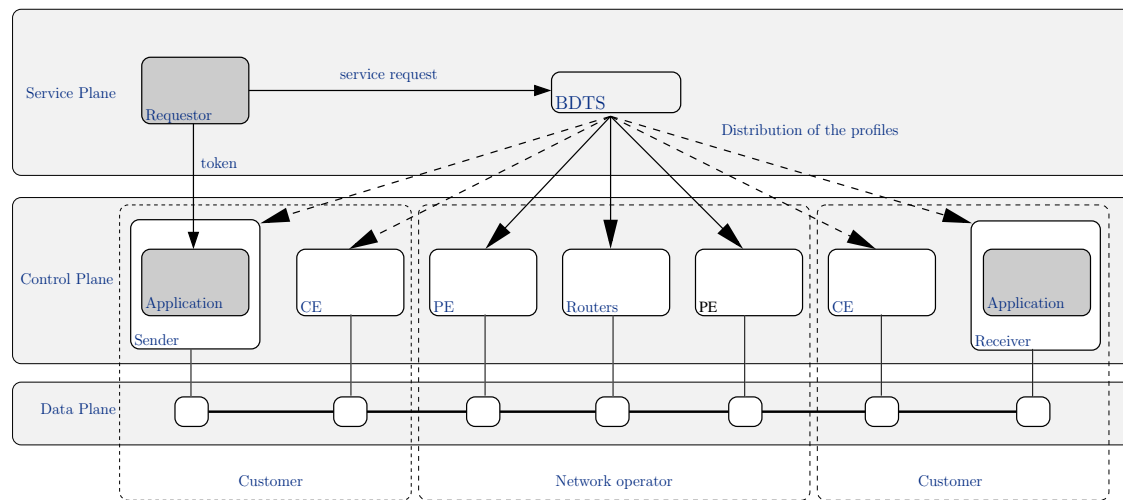 service request
Service Plane
BDTS
Requestor
Distribution of the profiles
token
Control Plane
Application
CE
PE
Routers
PE
CE
Application
Sender
Receiver
Data Plane
Customer
Network operator
Customer